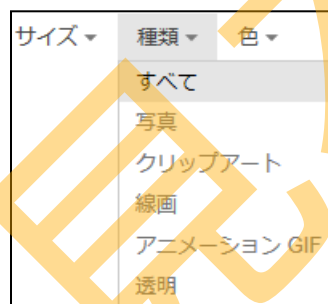 サイズ 種類 色
すべて
写真
クリップアート
線画
アニメーション GIF
透明